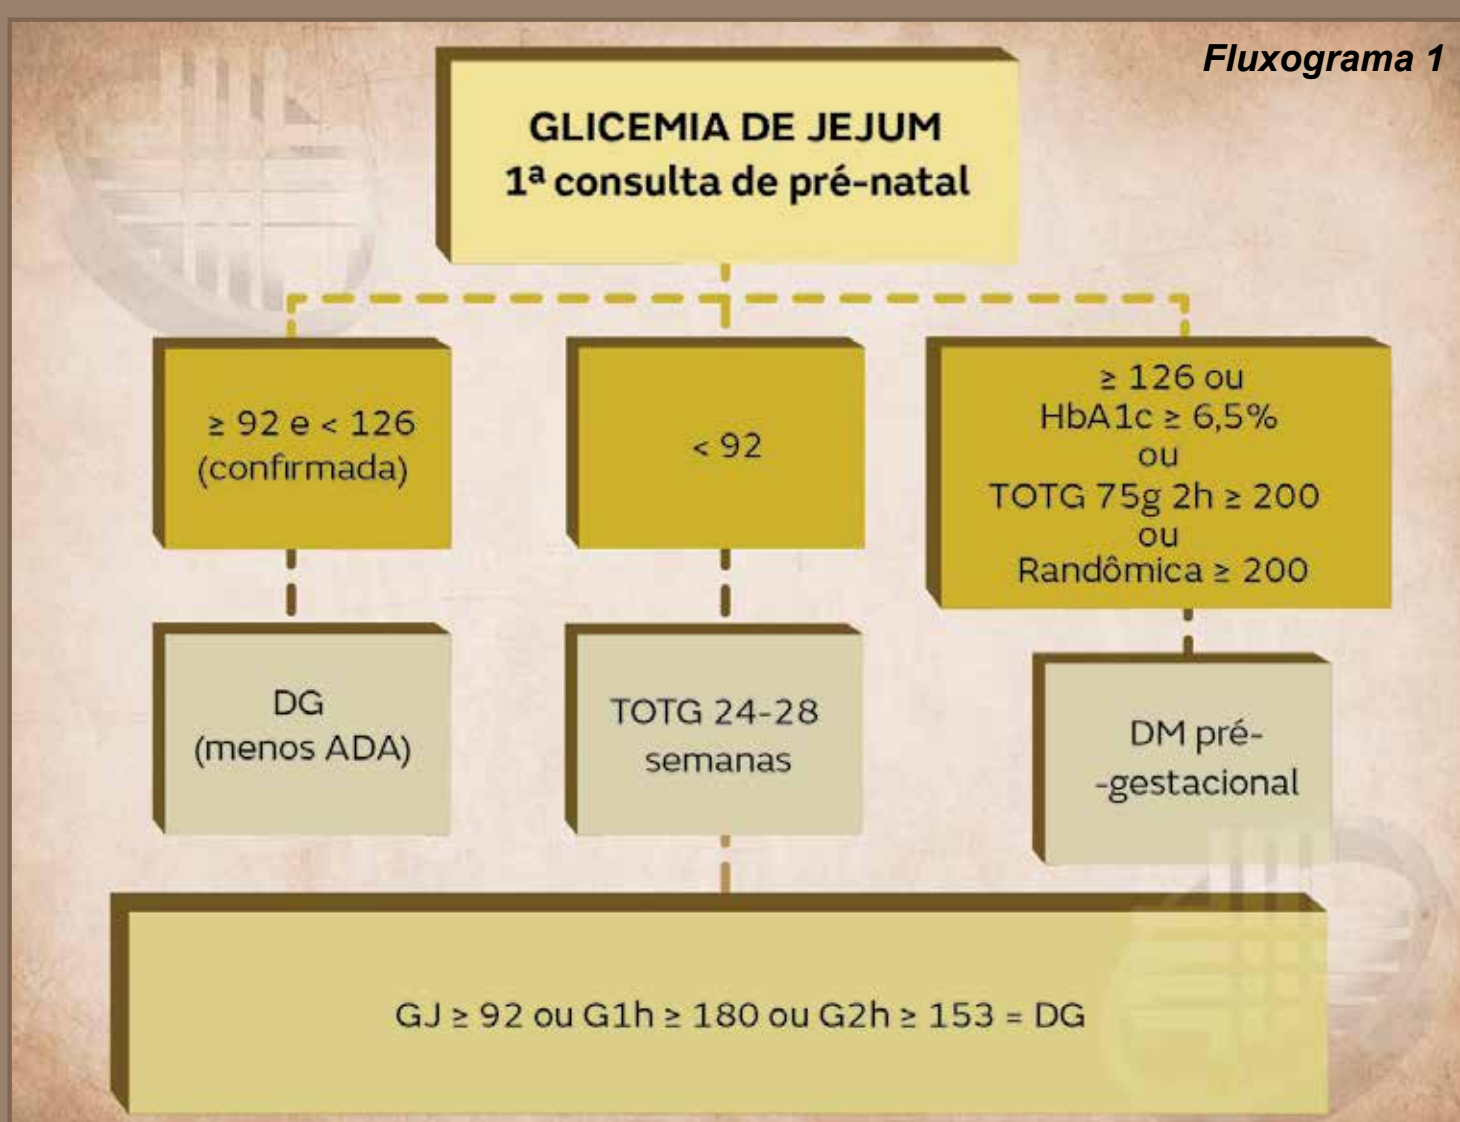 Fluxograma 1
GLICEMIA DE JEJUM
1ª consulta de pré-natal
≥ 92 e < 126
(confirmada)
< 92
≥ 126 ou
HbA1c ≥ 6,5%
ou
TOTG 75g 2h ≥ 200
ou
Randômica ≥ 200
DG
(menos ADA)
TOTG 24-28
semanas
DM pré-
-gestacional
GJ ≥ 92 ou G1h ≥ 180 ou G2h ≥ 153 = DG